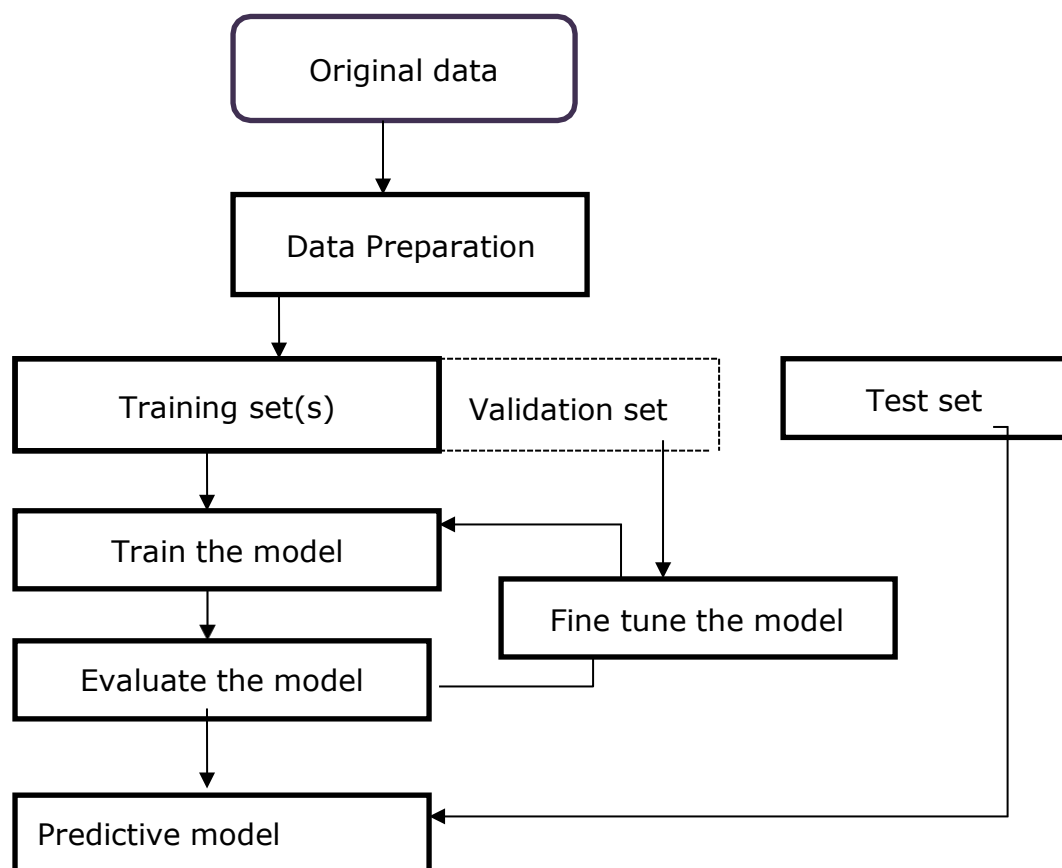 Original data
Data Preparation
Training set(s)
Validation set
Test set
Train the model
Fine tune the model
Evaluate the model
Predictive model